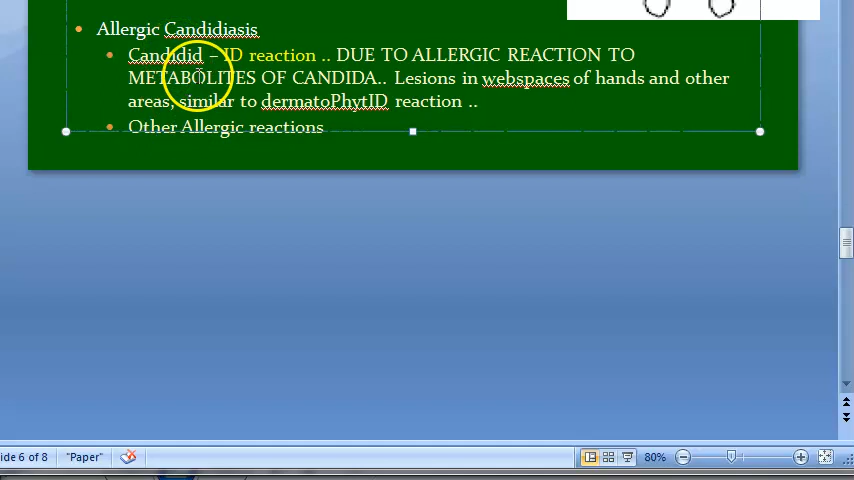 Allergic Candidiasis
Candidid – ID reaction .. DUE TO ALLERGIC REACTION TO
METABOLITES OF CANDIDA.. Lesions in webspaces of hands and other
areas, similar to dermatoPhytID reaction ..
Other Allergic reactions
ide 6 of 8 "Paper" 80%